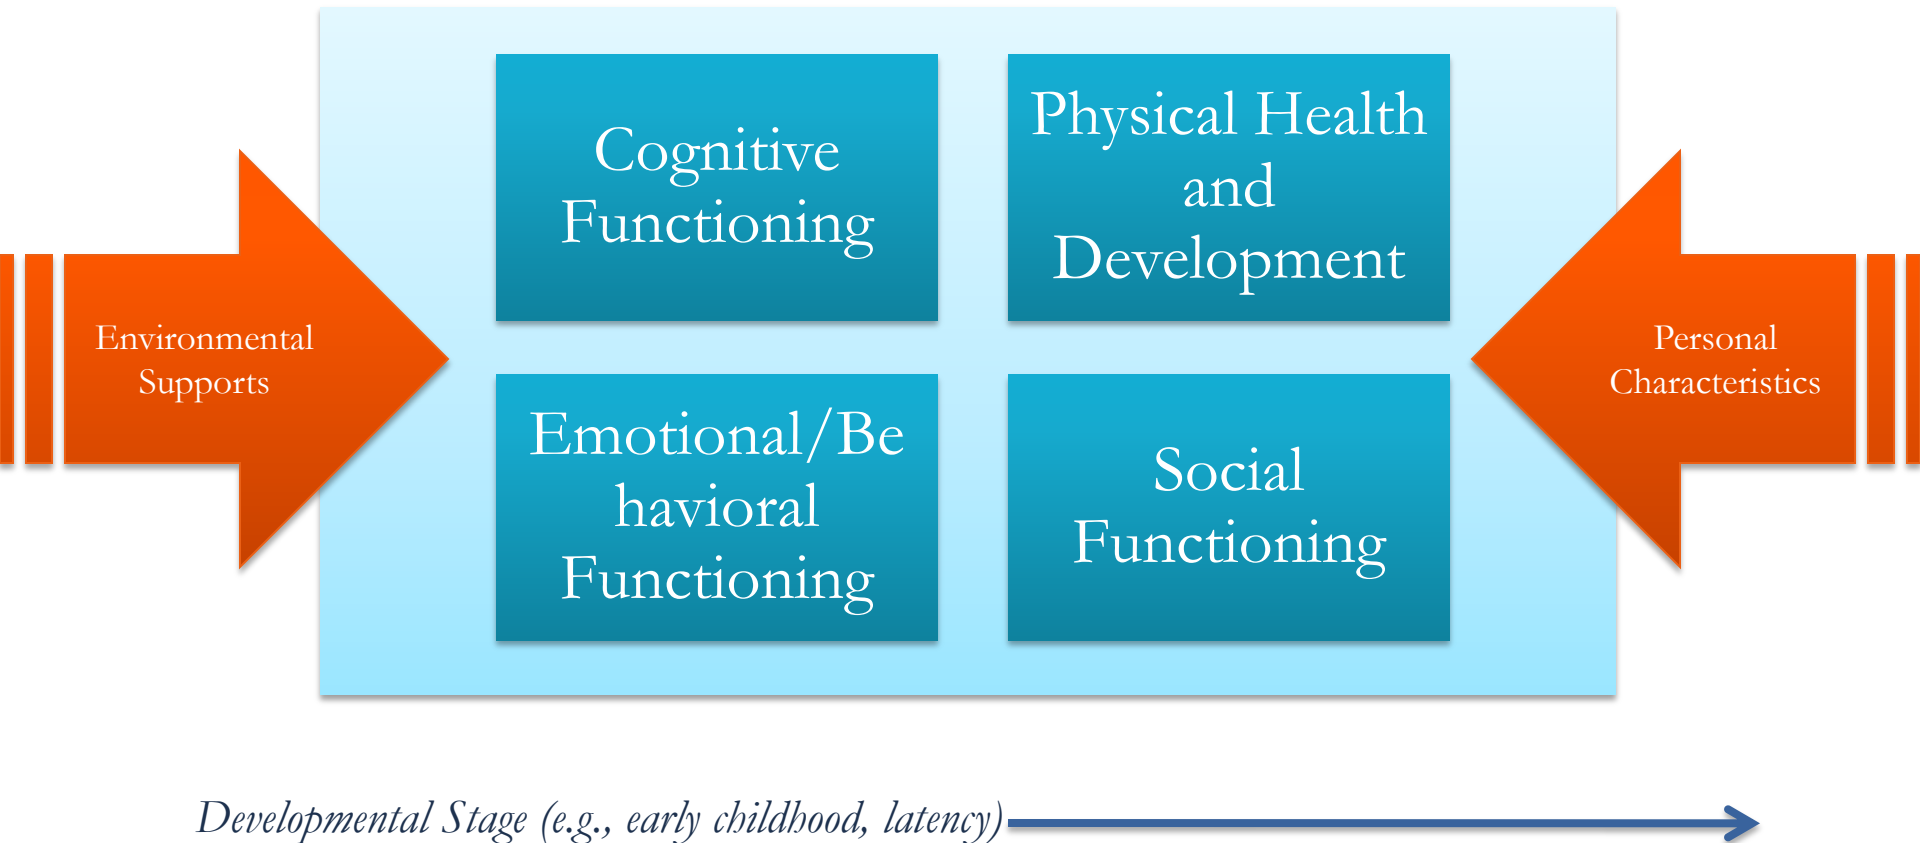 Cognitive
Functioning
Physical Health
and
Development
Environmental
Supports
Personal
Characteristics
Emotional/Be
havioral
Functioning
Social
Functioning
Developmental Stage (e.g., early childhood, latency)